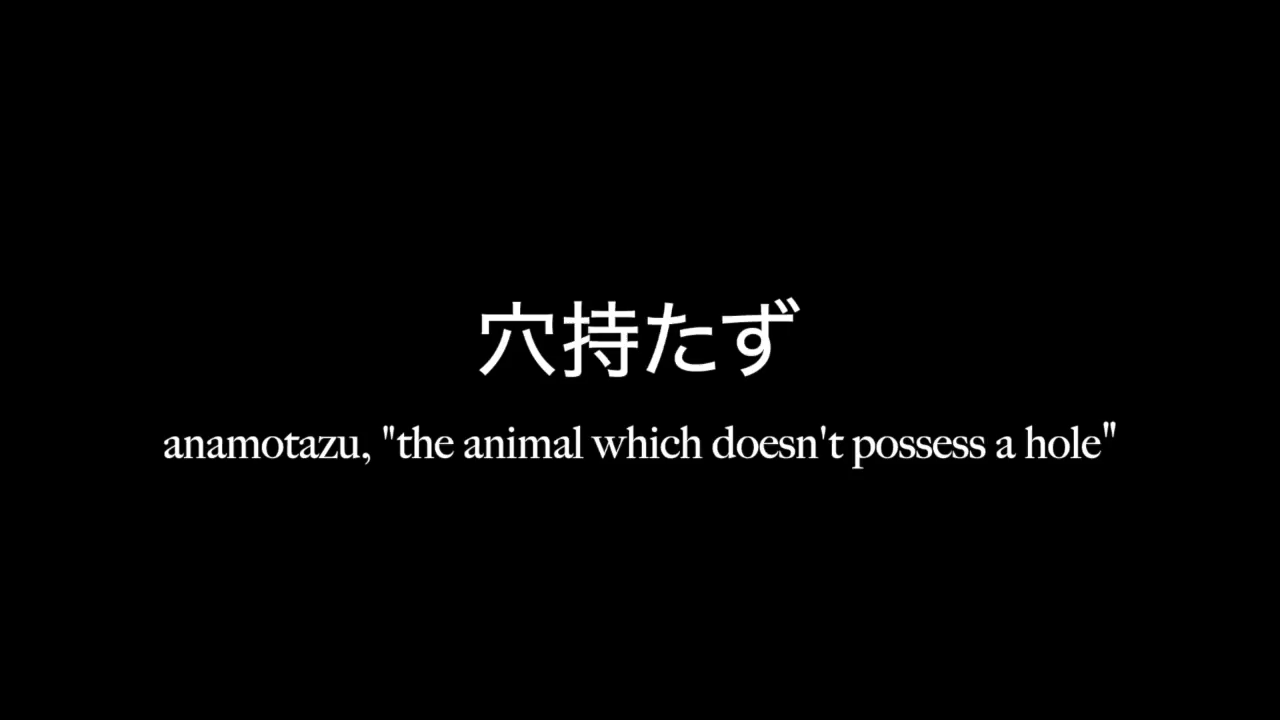 穴持たず
anamotazu, "the animal which doesn't possess a hole"